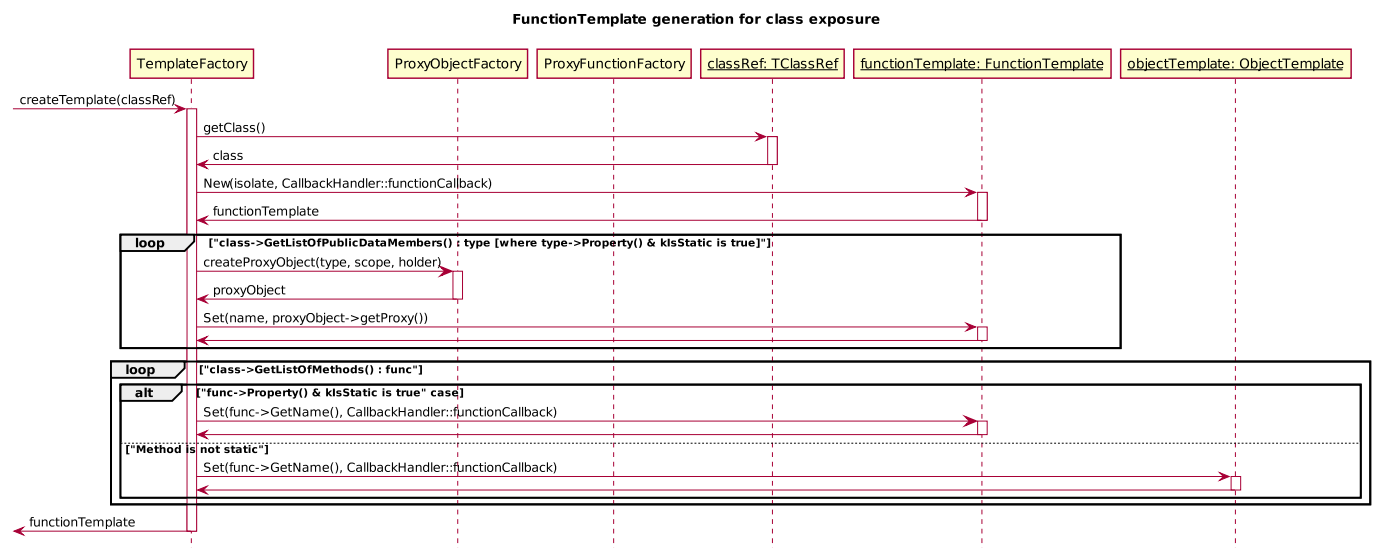 FunctionTemplate generation for class exposure
TemplateFactory
ProxyObjectFactory
ProxyFunctionFactory
classRef: TClassRef
functionTemplate: FunctionTemplate
objectTemplate: ObjectTemplate
createTemplate(classRef)
getClass()
class
New(isolate, CallbackHandler::functionCallback)
functionTemplate
loop ["class->GetListOfPublicDataMembers() : type [where type->Property() & kIsStatic is true]"]
createProxyObject(type, scope, holder)
proxyObject
Set(name, proxyObject->getProxy())
loop ["class->GetListOfMethods() : func"]
alt ["func->Property() & kIsStatic is true" case]
Set(func->GetName(), CallbackHandler::functionCallback)
["Method is not static"]
Set(func->GetName(), CallbackHandler::functionCallback)
functionTemplate